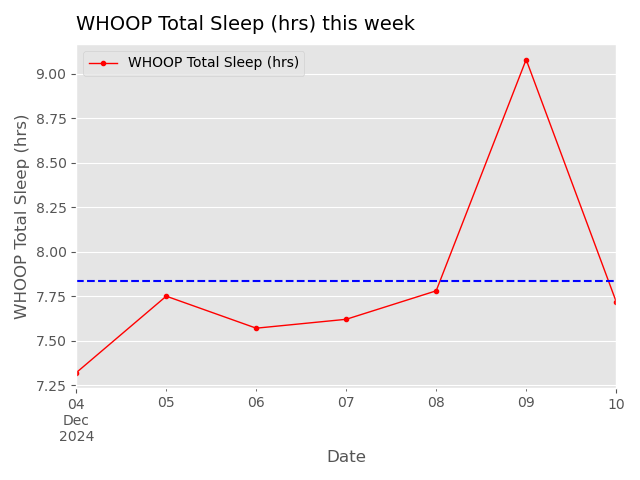 WHOOP Total Sleep (hrs) this week
WHOOP Total Sleep (hrs)
WHOOP Total Sleep (hrs)
9.00
8.75
8.50
8.25
8.00
7.75
7.50
7.25
04 05 06 07 08 09 10
Dec
2024
Date